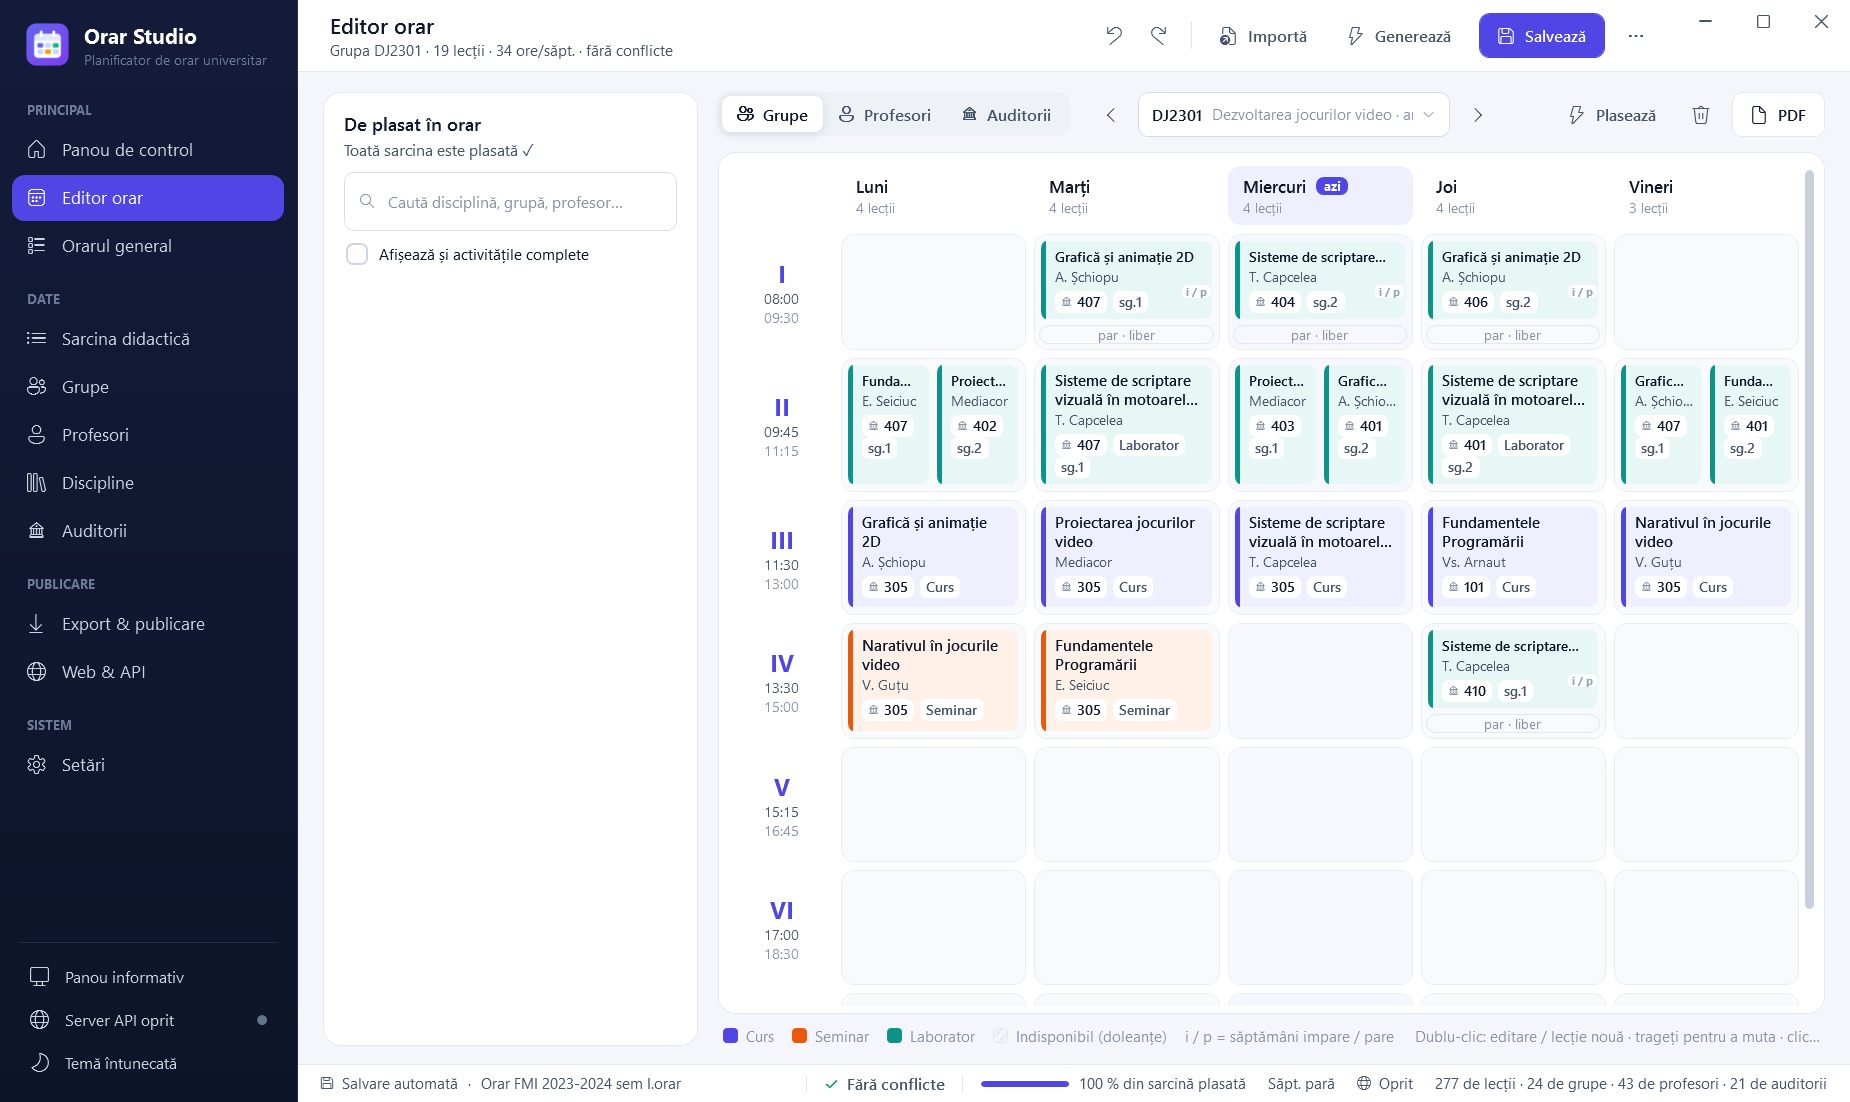 Orar Studio
Planificator de orar universitar
PRINCIPAL
Panou de control
Editor orar
Orarul general
DATE
Sarcina didactică
Grupe
Profesori
Discipline
Auditorii
PUBLICARE
Export & publicare
Web & API
SISTEM
Setări
Panou informativ
Server API oprit
Temă întunecată
Editor orar
Grupa DJ2301 · 19 lecții · 34 ore/săpt. · fără conflicte
Importă
Generează
Salvează
De plasat în orar
Toată sarcina este plasată ✓
Caută disciplină, grupă, profesor...
Afișează și activitățile complete
Grupe
Profesori
Auditorii
DJ2301 Dezvoltarea jocurilor video · aı
Plasează
PDF
Luni
4 lecții
Marți
4 lecții
Miercuri azi
4 lecții
Joi
4 lecții
Vineri
3 lecții
I
08:00
09:30
Grafică și animație 2D
A. Șchiopu
407 sg.1
i / p
par · liber
Sisteme de scriptare...
T. Capcelea
404 sg.2
i / p
par · liber
Grafică și animație 2D
A. Șchiopu
406 sg.2
i / p
par · liber
II
09:45
11:15
Funda...
E. Seiciuc
407
sg.1
Proiect...
Mediacor
402
sg.2
Sisteme de scriptare
vizuală în motoarel...
T. Capcelea
407 Laborator
sg.1
Proiect...
Mediacor
403
sg.1
Grafic...
A. Șchio...
401
sg.2
Sisteme de scriptare
vizuală în motoarel...
T. Capcelea
401 Laborator
sg.2
Grafic...
A. Șchio...
407
sg.1
Funda...
E. Seiciuc
401
sg.2
III
11:30
13:00
Grafică și animație
2D
A. Șchiopu
305 Curs
Proiectarea jocurilor
video
Mediacor
305 Curs
Sisteme de scriptare
vizuală în motoarel...
T. Capcelea
305 Curs
Fundamentele
Programării
Vs. Arnaut
101 Curs
Narativul în jocurile
video
V. Guțu
305 Curs
IV
13:30
15:00
Narativul în jocurile
video
V. Guțu
305 Seminar
Fundamentele
Programării
E. Seiciuc
305 Seminar
Sisteme de scriptare...
T. Capcelea
410 sg.1
i / p
par · liber
V
15:15
16:45
VI
17:00
18:30
Curs
Seminar
Laborator
Indisponibil (doleanțe)
i / p = săptămâni impare / pare
Dublu-clic: editare / lecție nouă · trageți pentru a muta · clic...
Salvare automată · Orar FMI 2023-2024 sem I.orar
Fără conflicte
100 % din sarcină plasată
Săpt. pară
Oprit
277 de lecții · 24 de grupe · 43 de profesori · 21 de auditorii